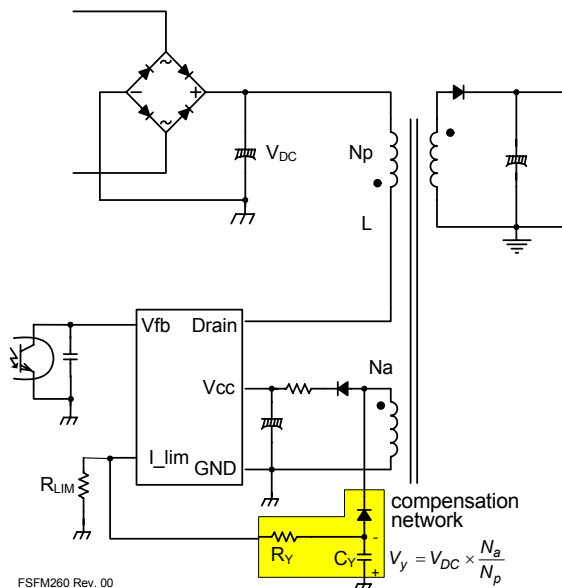 ~
+
−
~
V_DC
Np
L
Vfb
Drain
Na
Vcc
I_lim
GND
R_LIM
compensation
network
R_Y
C_Y
-
+
V_y = V_DC × N_a / N_p
FSFM260 Rev. 00